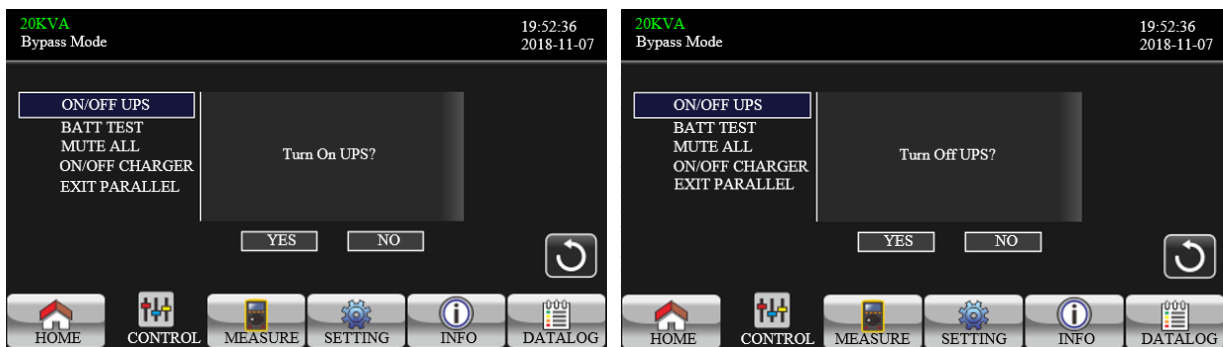 20KVA
Bypass Mode
19:52:36
2018-11-07
ON/OFF UPS
BATT TEST
MUTE ALL
ON/OFF CHARGER
EXIT PARALLEL
Turn On UPS?
YES NO
HOME CONTROL MEASURE SETTING INFO DATALOG
20KVA
Bypass Mode
19:52:36
2018-11-07
ON/OFF UPS
BATT TEST
MUTE ALL
ON/OFF CHARGER
EXIT PARALLEL
Turn Off UPS?
YES NO
HOME CONTROL MEASURE SETTING INFO DATALOG